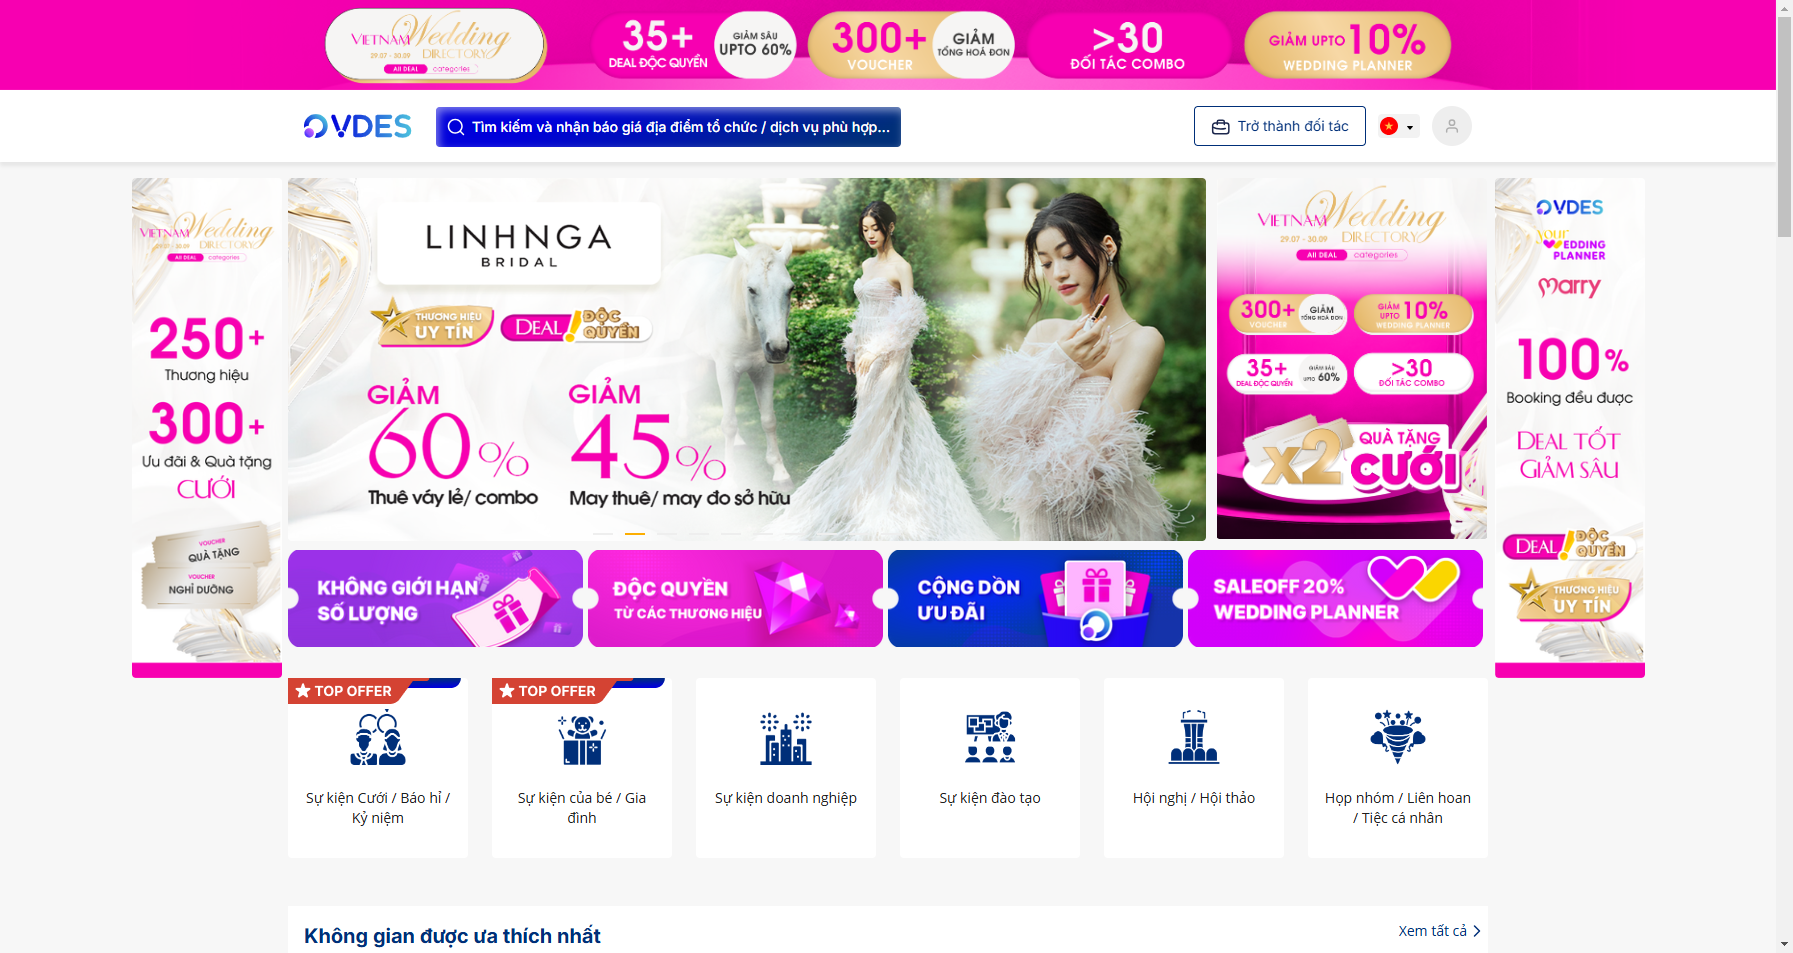 VIETNAM Wedding
29.07 - 30.09 DIRECTORY
All DEAL categories
35+
DEAL ĐỘC QUYỀN
GIẢM SÂU
UPTO 60%
300+
VOUCHER
GIẢM
TỔNG HOÁ ĐƠN
>30
ĐỐI TÁC COMBO
GIẢM UPTO 10%
WEDDING PLANNER
OVDES
Tìm kiếm và nhận báo giá địa điểm tổ chức / dịch vụ phù hợp...
Trở thành đối tác
VIETNAM Wedding
29.07 - 30.09 DIRECTORY
All DEAL categories
250+
Thương hiệu
300+
Ưu đãi & Quà tặng
CƯỚI
VOUCHER
QUÀ TẶNG
VOUCHER
NGHỈ DƯỠNG
LINHNGA
BRIDAL
THƯƠNG HIỆU
UY TÍN
DEAL! ĐỘC QUYỀN
GIẢM
60%
Thuê váy lẻ/ combo
GIẢM
45%
May thuê/ may đo sở hữu
VIETNAM Wedding
29.07 - 30.09 DIRECTORY
All DEAL categories
300+
VOUCHER
GIẢM
TỔNG HOÁ ĐƠN
GIẢM UPTO 10%
WEDDING PLANNER
35+
DEAL ĐỘC QUYỀN
GIẢM SÂU
UPTO 60%
>30
ĐỐI TÁC COMBO
x2 QUÀ TẶNG
CƯỚI
OVDES
your
WEDDING
PLANNER
marry
100%
Booking đều được
DEAL TỐT
GIẢM SÂU
DEAL! ĐỘC QUYỀN
THƯƠNG HIỆU
UY TÍN
KHÔNG GIỚI HẠN
SỐ LƯỢNG
ĐỘC QUYỀN
TỪ CÁC THƯƠNG HIỆU
CỘNG DỒN
ƯU ĐÃI
SALEOFF 20%
WEDDING PLANNER
TOP OFFER
Sự kiện Cưới / Báo hỉ /
Kỷ niệm
TOP OFFER
Sự kiện của bé / Gia
đình
Sự kiện doanh nghiệp
Sự kiện đào tạo
Hội nghị / Hội thảo
Họp nhóm / Liên hoan
/ Tiệc cá nhân
Không gian được ưa thích nhất
Xem tất cả